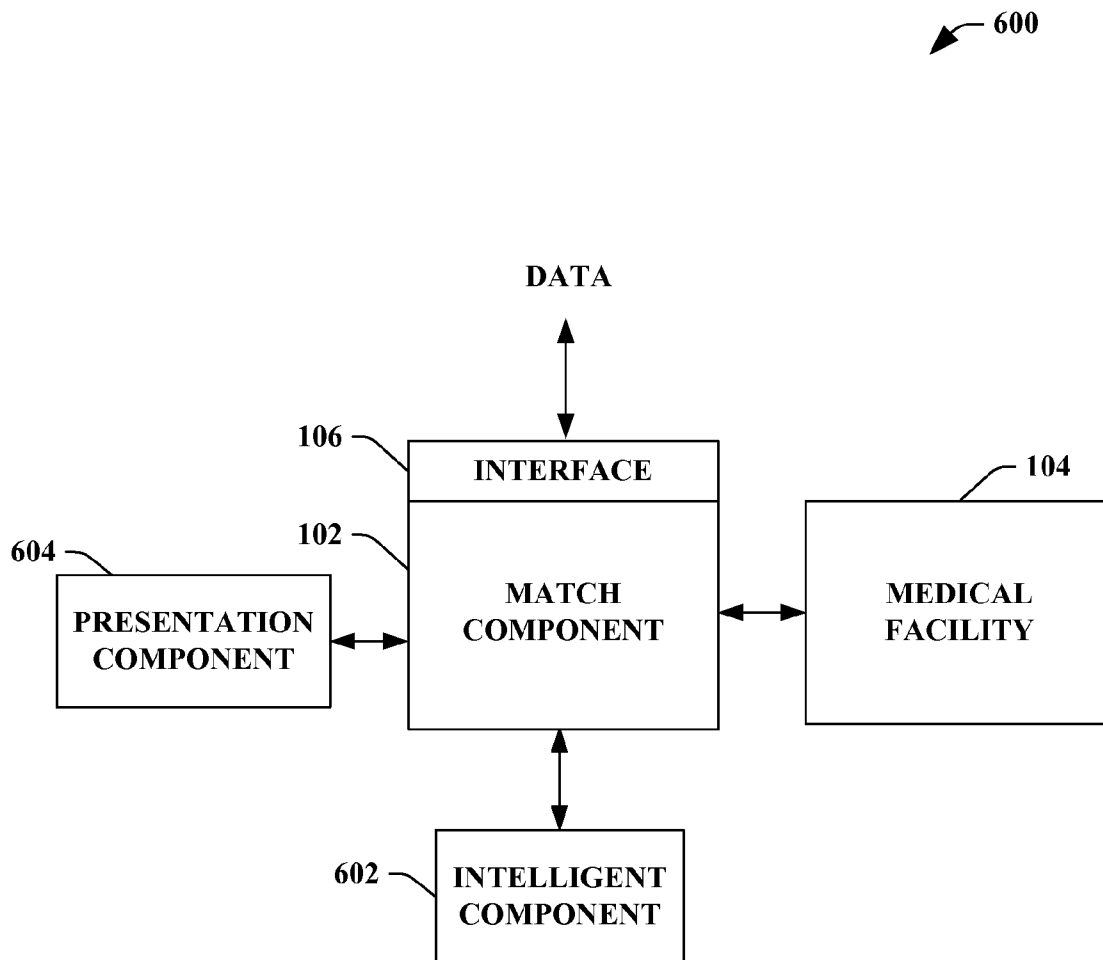 600
DATA
106
INTERFACE
104
102
604
MATCH
COMPONENT
MEDICAL
FACILITY
PRESENTATION
COMPONENT
602
INTELLIGENT
COMPONENT